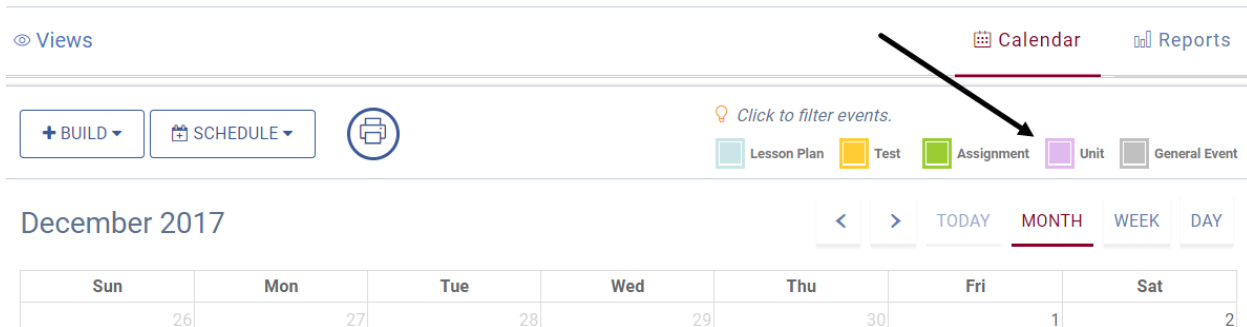 Views
Calendar
Reports
+ BUILD
SCHEDULE
Click to filter events.
Lesson Plan Test Assignment Unit General Event
December 2017
< > TODAY MONTH WEEK DAY
Sun Mon Tue Wed Thu Fri Sat
26 27 28 29 30 1 2